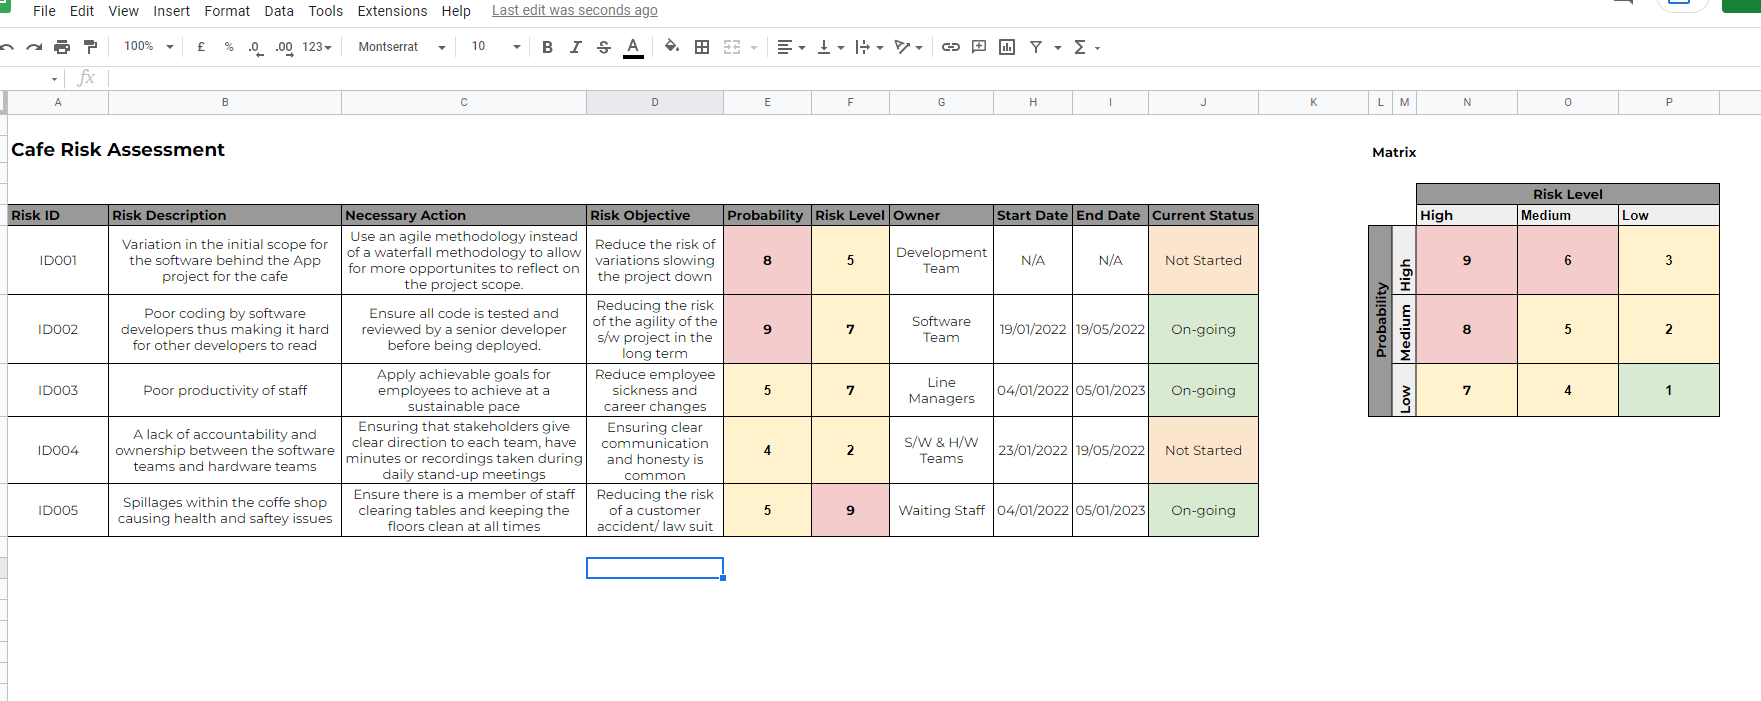 File Edit View Insert Format Data Tools Extensions Help Last edit was seconds ago
100% £ % .0 .00 123 Montserrat 10 B I S A Σ
fx
A B C D E F G H I J K L M N O P
Cafe Risk Assessment
Matrix
Risk Level
High Medium Low
Probability
High 9 6 3
Medium 8 5 2
Low 7 4 1
Risk ID Risk Description Necessary Action Risk Objective Probability Risk Level Owner Start Date End Date Current Status
ID001
Variation in the initial scope for
the software behind the App
project for the cafe
Use an agile methodology instead
of a waterfall methodology to allow
for more opportunites to reflect on
the project scope.
Reduce the risk of
variations slowing
the project down
8
5
Development
Team
N/A
N/A
Not Started
ID002
Poor coding by software
developers thus making it hard
for other developers to read
Ensure all code is tested and
reviewed by a senior developer
before being deployed.
Reducing the risk
of the agility of the
s/w project in the
long term
9
7
Software
Team
19/01/2022
19/05/2022
On-going
ID003
Poor productivity of staff
Apply achievable goals for
employees to achieve at a
sustainable pace
Reduce employee
sickness and
career changes
5
7
Line
Managers
04/01/2022
05/01/2023
On-going
ID004
A lack of accountability and
ownership between the software
teams and hardware teams
Ensuring that stakeholders give
clear direction to each team, have
minutes or recordings taken during
daily stand-up meetings
Ensuring clear
communication
and honesty is
common
4
2
S/W & H/W
Teams
23/01/2022
19/05/2022
Not Started
ID005
Spillages within the coffe shop
causing health and saftey issues
Ensure there is a member of staff
clearing tables and keeping the
floors clean at all times
Reducing the risk
of a customer
accident/ law suit
5
9
Waiting Staff
04/01/2022
05/01/2023
On-going